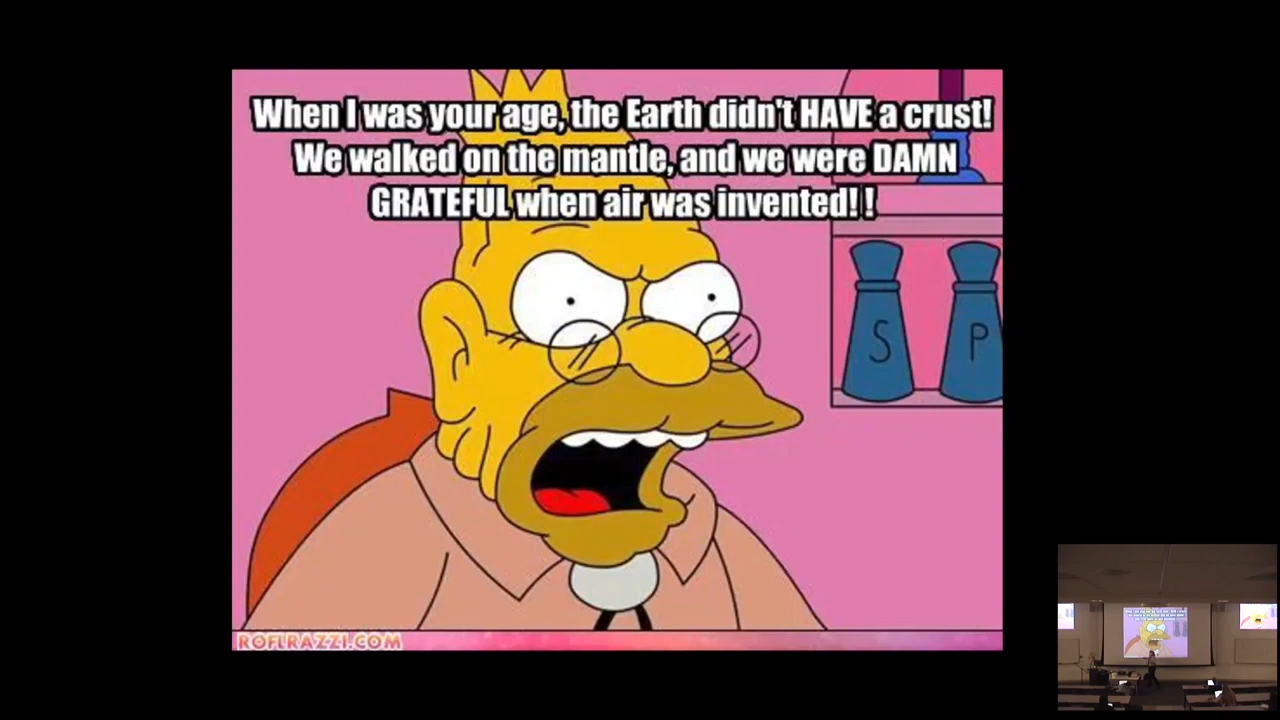 When I was your age, the Earth didn't HAVE a crust!
We walked on the mantle, and we were DAMN
GRATEFUL when air was invented!!
S P
ROFLRAZZI.COM